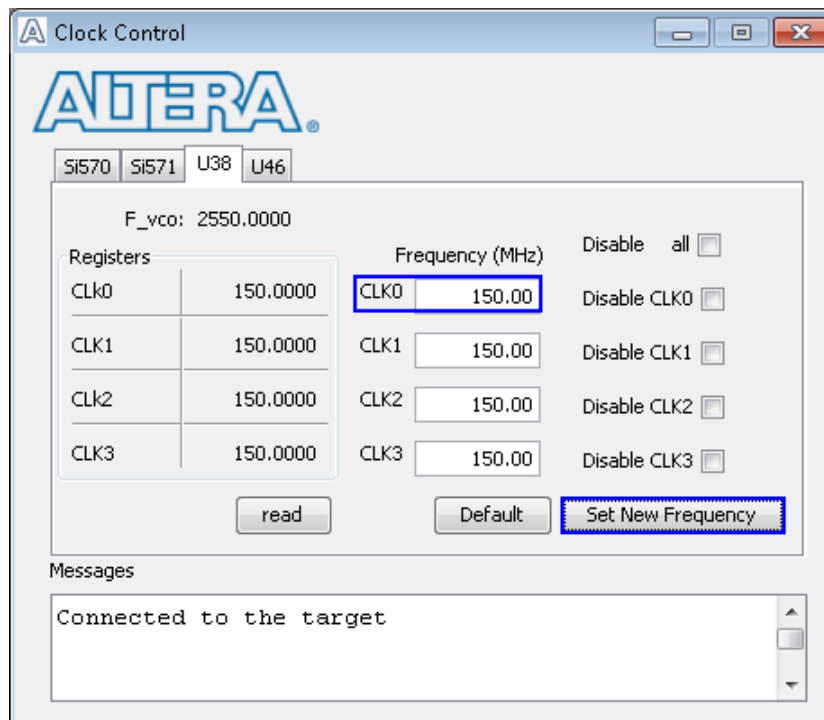 Clock Control
ALTERA®
Si570 Si571 U38 U46
F_vco: 2550.0000
Registers
Frequency (MHz)
Disable all
CLk0 150.0000 CLK0 150.00 Disable CLK0
CLK1 150.0000 CLK1 150.00 Disable CLK1
CLk2 150.0000 CLK2 150.00 Disable CLK2
CLK3 150.0000 CLK3 150.00 Disable CLK3
read Default Set New Frequency
Messages
Connected to the target